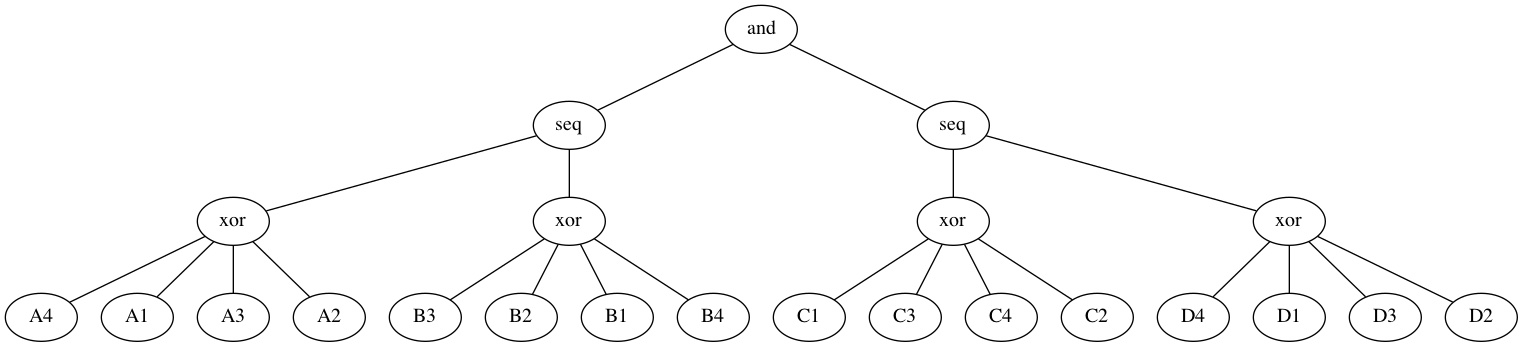 and
seq seq
xor xor xor xor
A4 A1 A3 A2 B3 B2 B1 B4 C1 C3 C4 C2 D4 D1 D3 D2